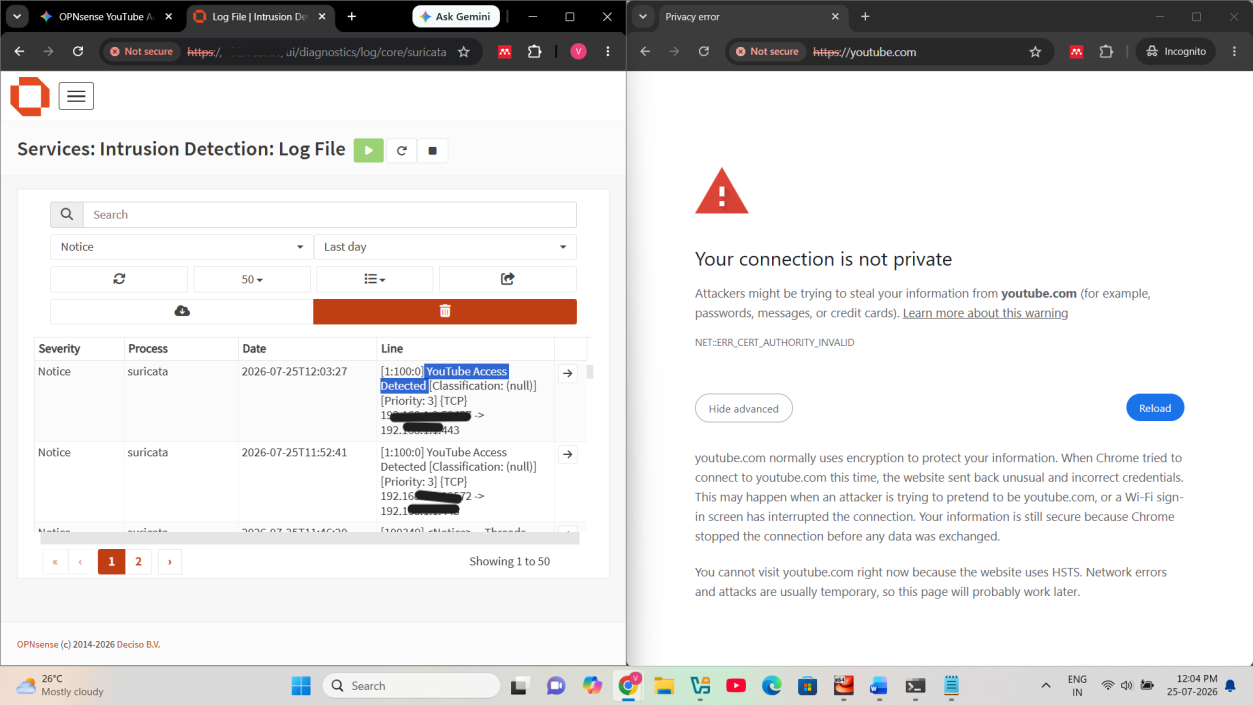 OPNsense YouTube A
Log File | Intrusion De
Ask Gemini
Not secure
https://
ui/diagnostics/log/core/suricata
V
Services: Intrusion Detection: Log File
Search
Notice
Last day
50
Severity Process Date Line
Notice suricata 2026-07-25T12:03:27 [1:100:0] YouTube Access
Detected [Classification: (null)]
[Priority: 3] {TCP}
->
443
Notice suricata 2026-07-25T11:52:41 [1:100:0] YouTube Access
Detected [Classification: (null)]
[Priority: 3] {TCP}
->
« ‹ 1 2 ›
Showing 1 to 50
OPNsense (c) 2014-2026 Deciso B.V.
Privacy error
Not secure
https://youtube.com
Incognito
Your connection is not private
Attackers might be trying to steal your information from youtube.com (for example,
passwords, messages, or credit cards). Learn more about this warning
NET::ERR_CERT_AUTHORITY_INVALID
Hide advanced
Reload
youtube.com normally uses encryption to protect your information. When Chrome tried to
connect to youtube.com this time, the website sent back unusual and incorrect credentials.
This may happen when an attacker is trying to pretend to be youtube.com, or a Wi-Fi sign-
in screen has interrupted the connection. Your information is still secure because Chrome
stopped the connection before any data was exchanged.
You cannot visit youtube.com right now because the website uses HSTS. Network errors
and attacks are usually temporary, so this page will probably work later.
26°C
Mostly cloudy
Search
ENG
IN
12:04 PM
25-07-2026